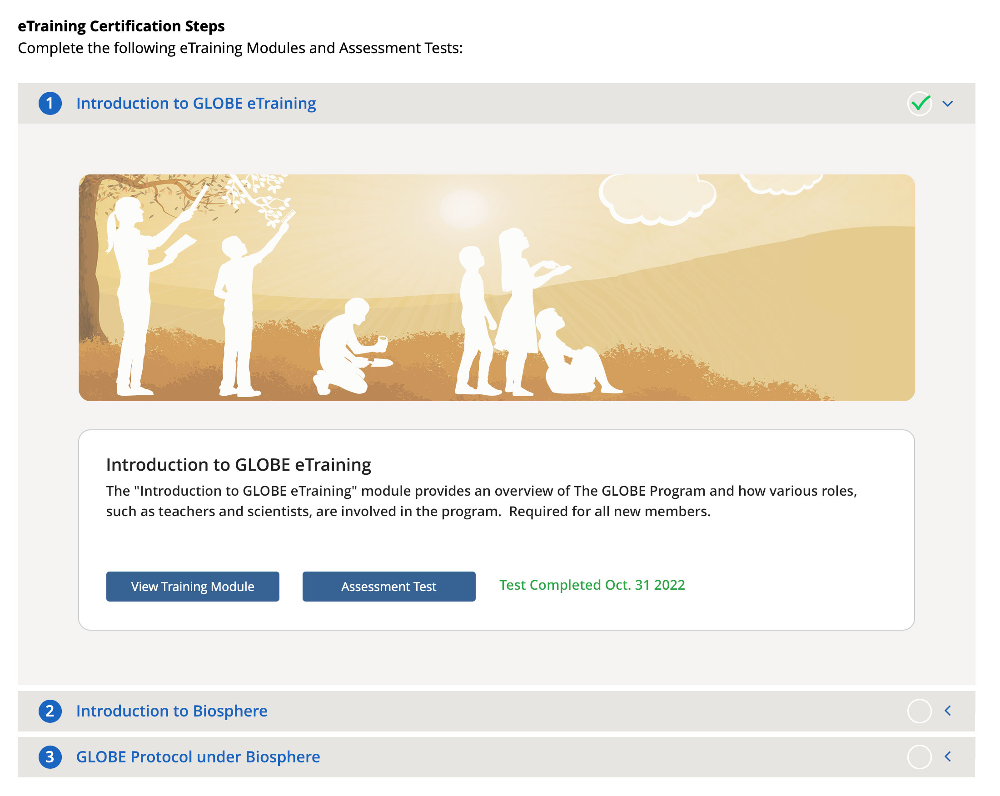 eTraining Certification Steps
Complete the following eTraining Modules and Assessment Tests:
1 Introduction to GLOBE eTraining
Introduction to GLOBE eTraining
The "Introduction to GLOBE eTraining" module provides an overview of The GLOBE Program and how various roles,
such as teachers and scientists, are involved in the program.  Required for all new members.
View Training Module Assessment Test Test Completed Oct. 31 2022
2 Introduction to Biosphere
3 GLOBE Protocol under Biosphere